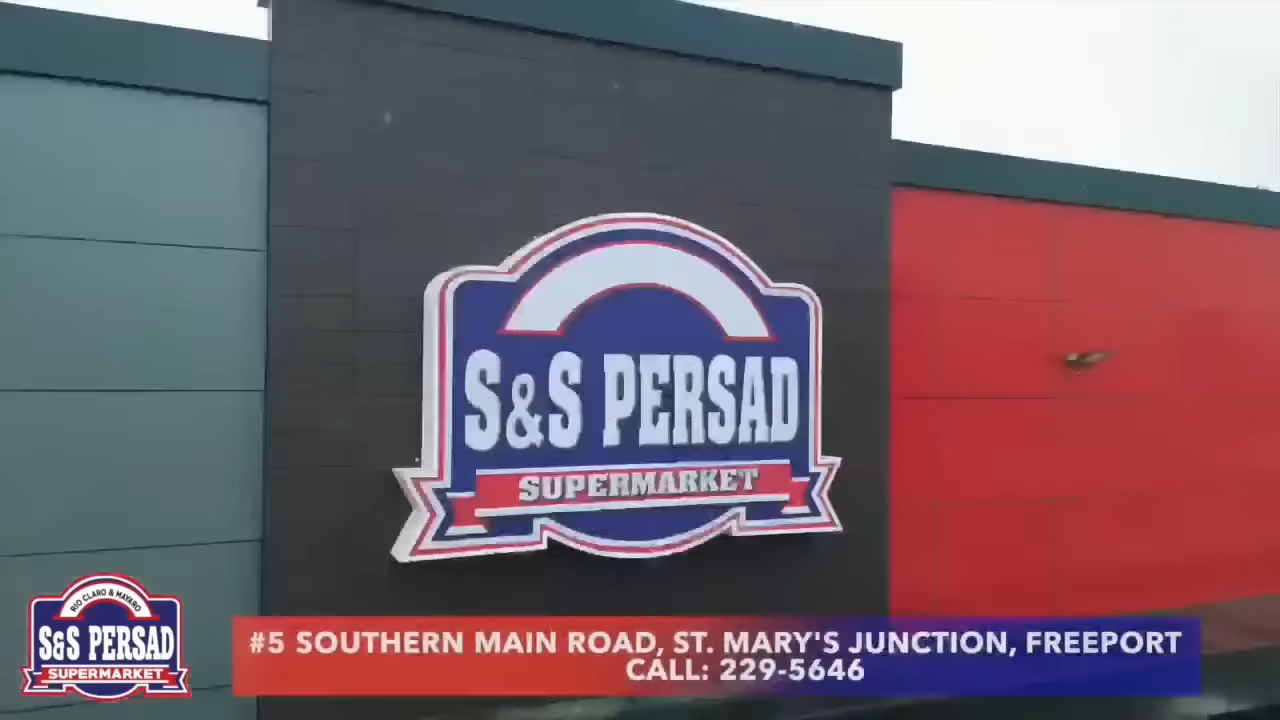 S&S PERSAD
SUPERMARKET
RIO CLARO & MAYARO
S&S PERSAD
SUPERMARKET
#5 SOUTHERN MAIN ROAD, ST. MARY'S JUNCTION, FREEPORT
CALL: 229-5646